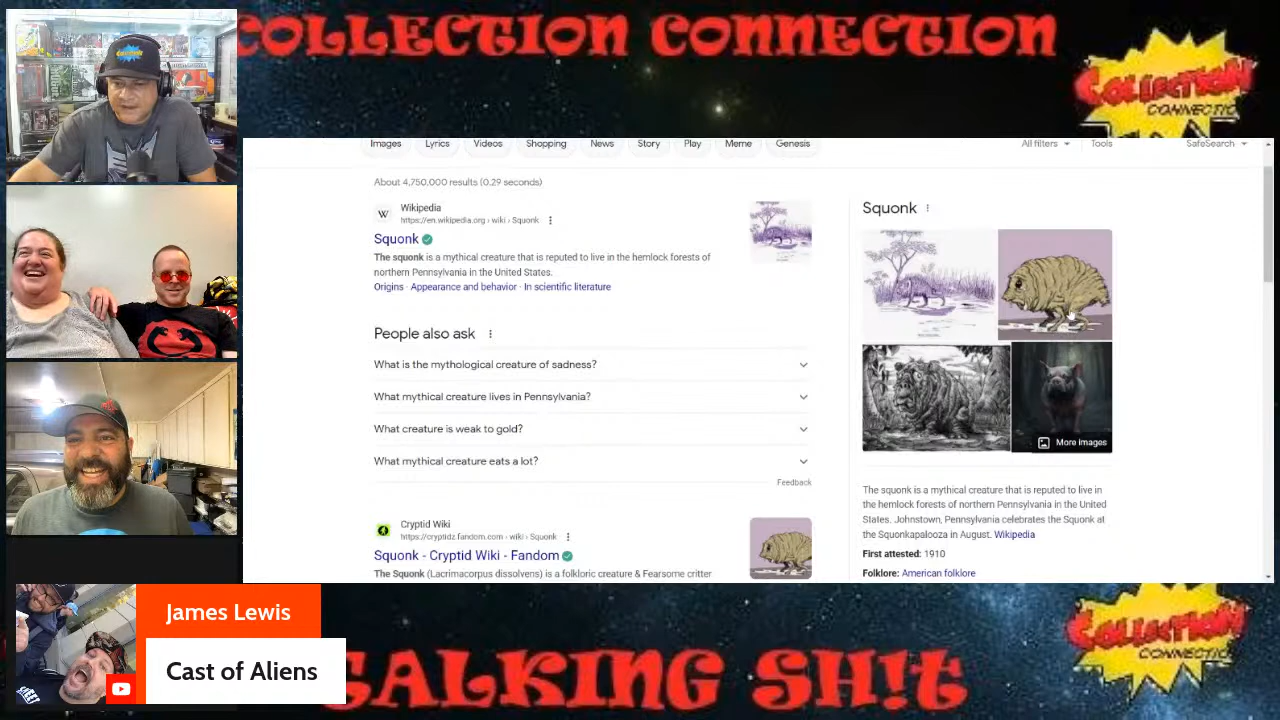 COLLECTION CONNECTION
COLLECTION
CONNECTIO
Images Lyrics Videos Shopping News Story Play Meme Genesis All filters Tools SafeSearch
About 4,750,000 results (0.29 seconds)
W Wikipedia
https://en.wikipedia.org › wiki › Squonk
Squonk
The squonk is a mythical creature that is reputed to live in the hemlock forests of
northern Pennsylvania in the United States.
Origins · Appearance and behavior · In scientific literature
People also ask
What is the mythological creature of sadness?
What mythical creature lives in Pennsylvania?
What creature is weak to gold?
What mythical creature eats a lot?
Feedback
Cryptid Wiki
https://cryptidz.fandom.com › wiki › Squonk
Squonk - Cryptid Wiki - Fandom
The Squonk (Lacrimacorpus dissolvens) is a folkloric creature & Fearsome critter
Squonk
More images
The squonk is a mythical creature that is reputed to live in
the hemlock forests of northern Pennsylvania in the United
States. Johnstown, Pennsylvania celebrates the Squonk at
the Squonkapalooza in August. Wikipedia
First attested: 1910
Folklore: American folklore
James Lewis
Cast of Aliens
TALKING SH!t
COLLECTION
CONNECTIO